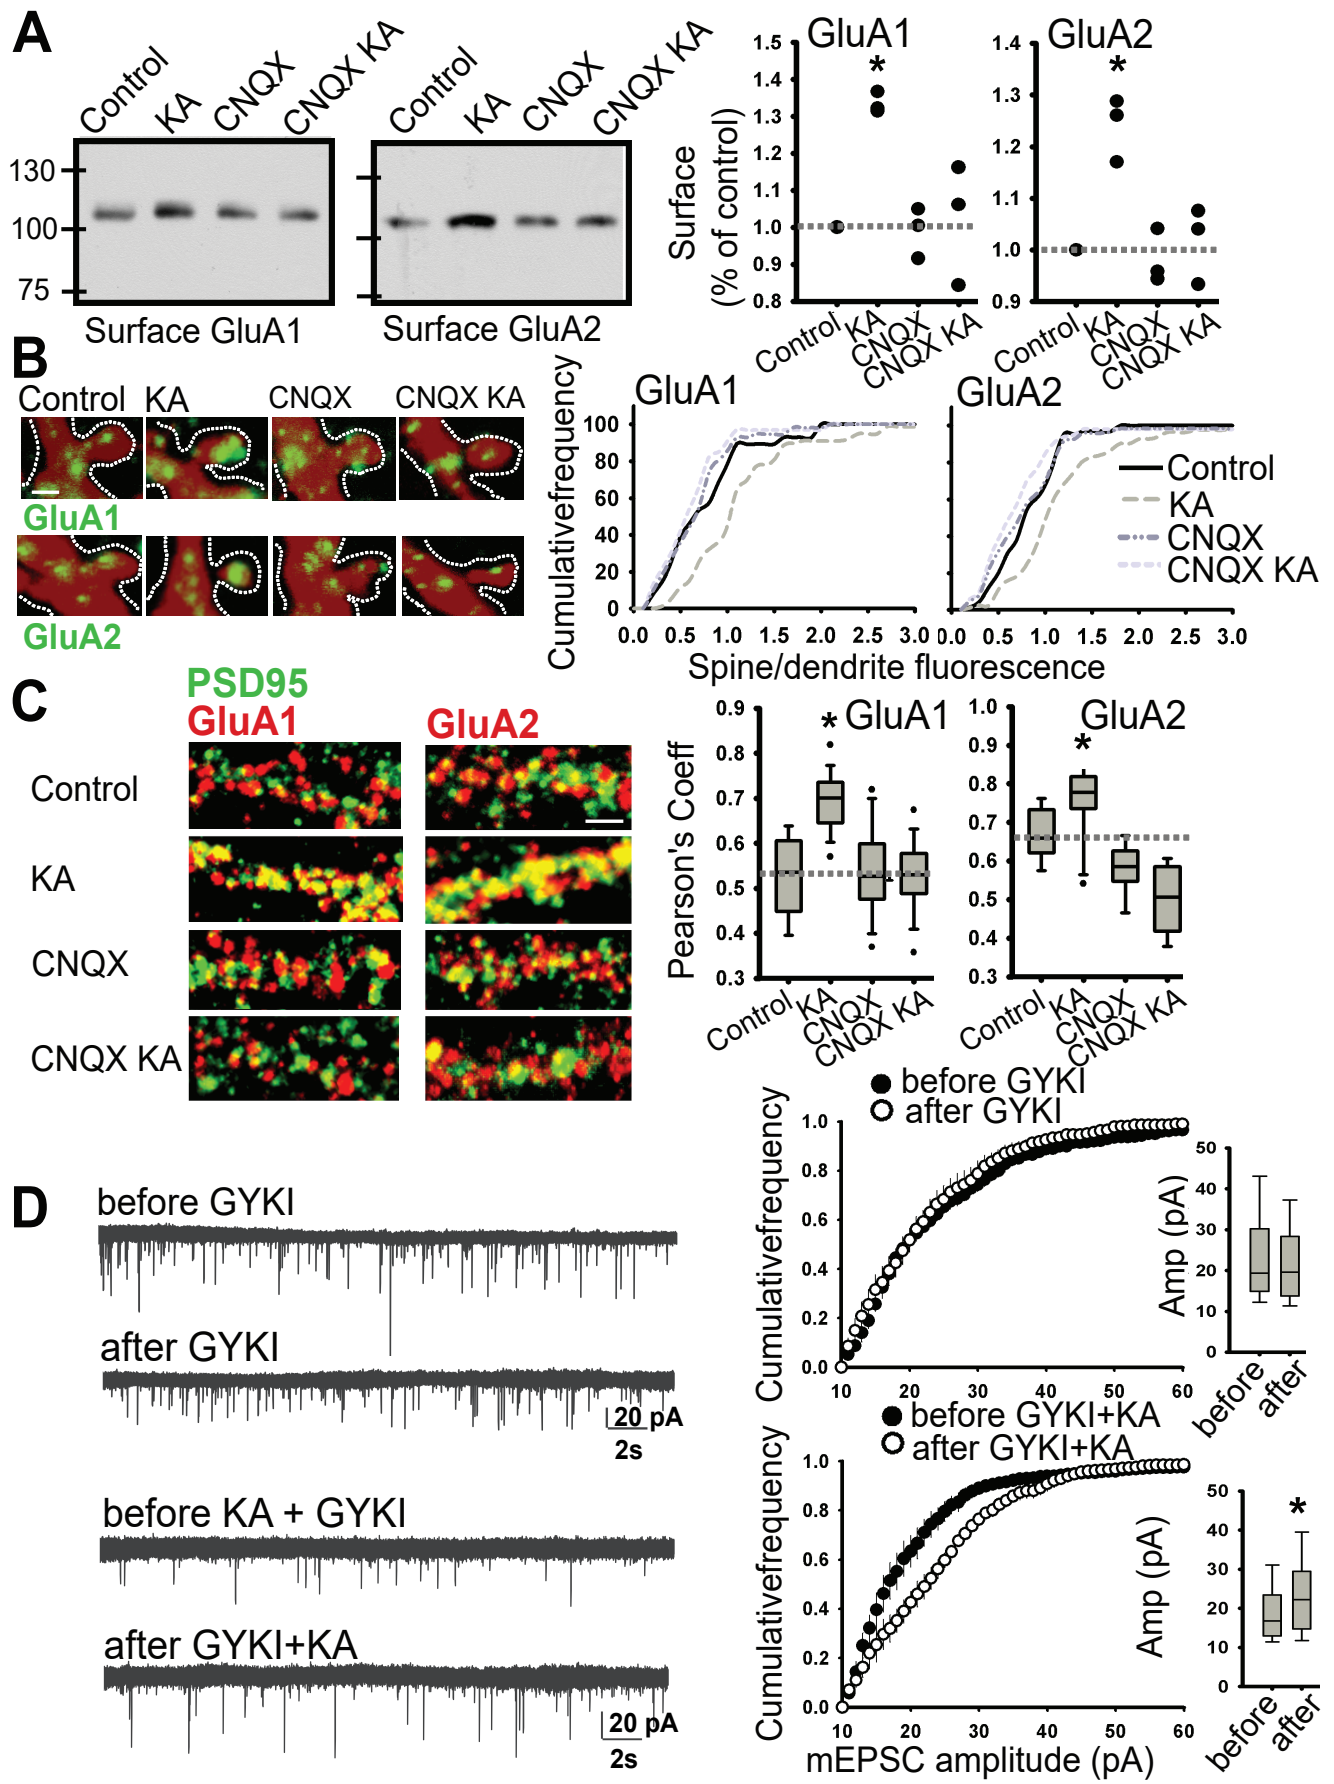 A
Control
KA
CNQX
CNQX KA
Control
KA
CNQX
CNQX KA
130
100
75
Surface GluA1
Surface GluA2
GluA1
*
Surface
(% of control)
1.5
1.4
1.3
1.2
1.1
1.0
0.9
0.8
Control
KA
CNQX
CNQX KA
GluA2
*
1.4
1.3
1.2
1.1
1.0
0.9
Control
KA
CNQX
CNQX KA
B
Control
KA
CNQX
CNQX KA
GluA1
GluA2
Cumulativefrequency
GluA1
100
80
60
40
20
0
0.0 0.5 1.0 1.5 2.0 2.5 3.0
GluA2
Control
KA
CNQX
CNQX KA
0.0 0.5 1.0 1.5 2.0 2.5 3.0
Spine/dendrite fluorescence
C
PSD95
GluA1
GluA2
Control
KA
CNQX
CNQX KA
Pearson's Coeff
GluA1
*
0.9
0.8
0.7
0.6
0.5
0.4
0.3
Control
KA
CNQX
CNQX KA
GluA2
*
1.0
0.9
0.8
0.7
0.6
0.5
0.4
0.3
Control
KA
CNQX
CNQX KA
D
before GYKI
after GYKI
20 pA
2s
before KA + GYKI
after GYKI+KA
20 pA
2s
before GYKI
after GYKI
Cumulativefrequency
1.0
0.8
0.6
0.4
0.2
0.0
10 20 30 40 50 60
Amp (pA)
50
40
30
20
10
0
before
after
before GYKI+KA
after GYKI+KA
Cumulativefrequency
1.0
0.8
0.6
0.4
0.2
0.0
10 20 30 40 50 60
mEPSC amplitude (pA)
Amp (pA)
*
50
40
30
20
10
0
before
after